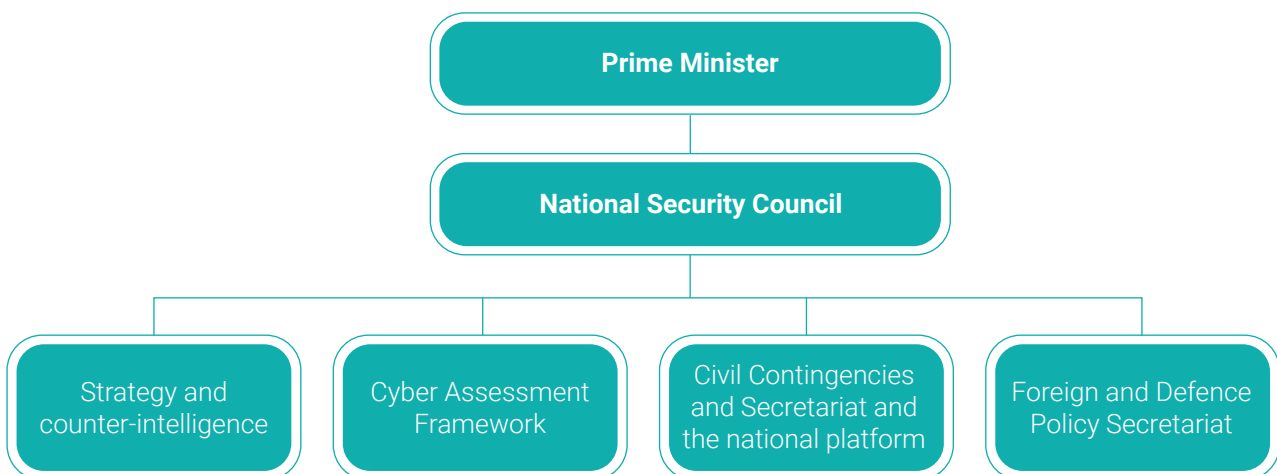 Prime Minister
National Security Council
Strategy and
counter-intelligence
Cyber Assessment
Framework
Civil Contingencies
and Secretariat and
the national platform
Foreign and Defence
Policy Secretariat